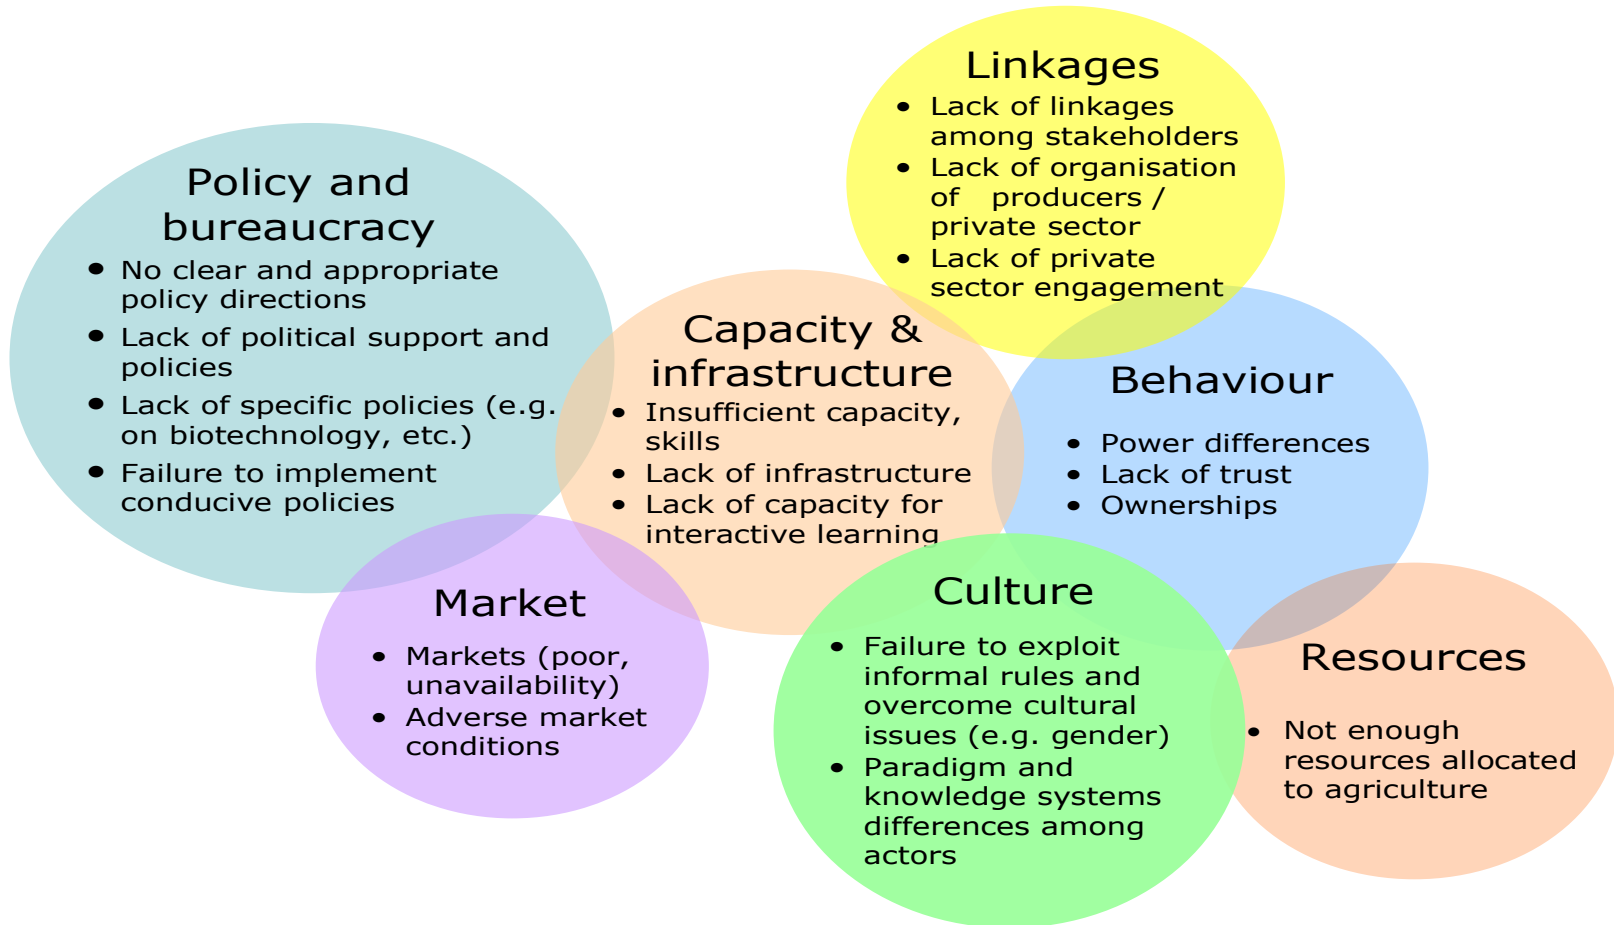 Linkages
• Lack of linkages
among stakeholders
• Lack of organisation
of producers /
private sector
• Lack of private
sector engagement
Policy and
bureaucracy
• No clear and appropriate
policy directions
• Lack of political support and
policies
• Lack of specific policies (e.g.
on biotechnology, etc.)
• Failure to implement
conducive policies
Capacity &
infrastructure
• Insufficient capacity,
skills
• Lack of infrastructure
• Lack of capacity for
interactive learning
Behaviour
• Power differences
• Lack of trust
• Ownerships
Market
• Markets (poor,
unavailability)
• Adverse market
conditions
Culture
• Failure to exploit
informal rules and
overcome cultural
issues (e.g. gender)
• Paradigm and
knowledge systems
differences among
actors
Resources
• Not enough
resources allocated
to agriculture